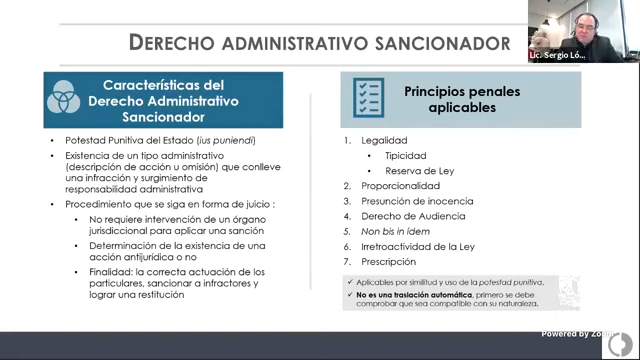 DERECHO ADMINISTRATIVO SANCIONADOR
Lic. Sergio Ló...
Características del
Derecho Administrativo
Sancionador
• Potestad Punitiva del Estado (ius puniendi)
• Existencia de un tipo administrativo
(descripción de acción u omisión) que conlleve
una infracción y surgimiento de
responsabilidad administrativa
• Procedimiento que se siga en forma de juicio :
• No requiere intervención de un órgano
jurisdiccional para aplicar una sanción
• Determinación de la existencia de una
acción antijurídica o no
• Finalidad: la correcta actuación de los
particulares, sancionar a infractores y
lograr una restitución
Principios penales
aplicables
1. Legalidad
• Tipicidad
• Reserva de Ley
2. Proporcionalidad
3. Presunción de inocencia
4. Derecho de Audiencia
5. Non bis in ídem
6. Irretroactividad de la Ley
7. Prescripción
✓ Aplicables por similitud y uso de la potestad punitiva.
✓ No es una traslación automática, primero se debe
comprobar que sea compatible con su naturaleza.
Powered by Zoom